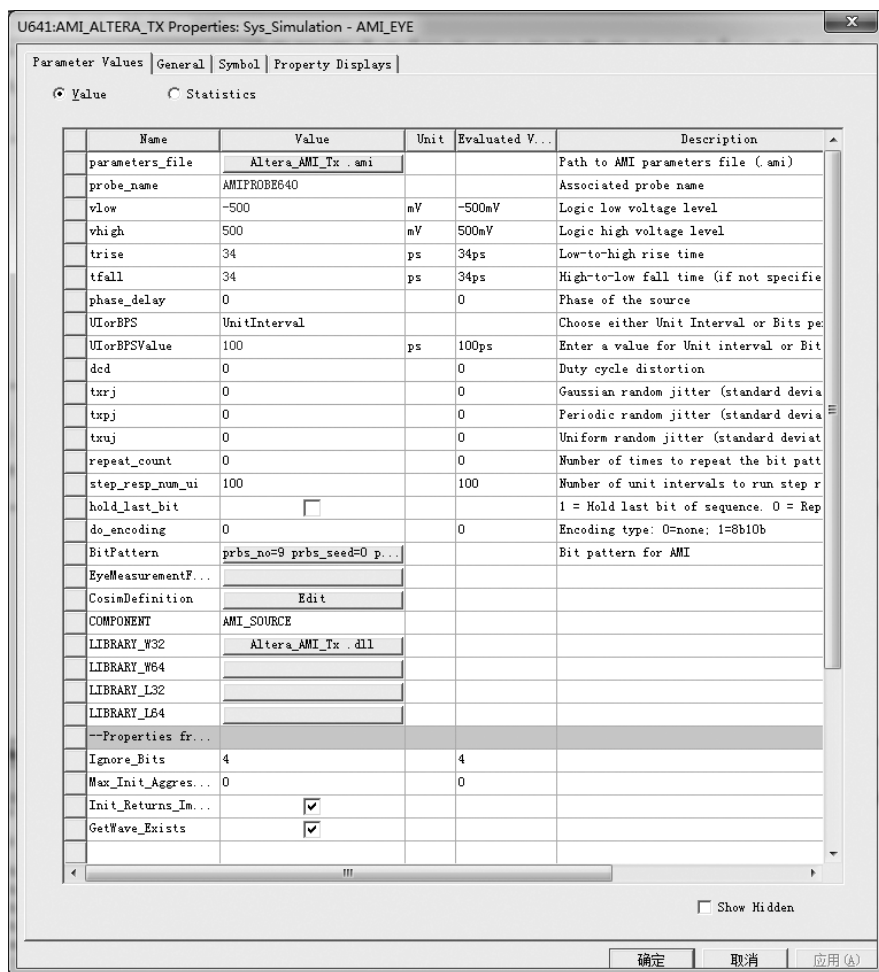 U641:AMI_ALTERA_TX Properties: Sys_Simulation - AMI_EYE
x
Parameter Values General Symbol Property Displays
Value Statistics
Name Value Unit Evaluated V... Description
parameters_file Altera_AMI_Tx .ami Path to AMI parameters file (.ami)
probe_name AMIPROBE640 Associated probe name
vlow -500 mV -500mV Logic low voltage level
vhigh 500 mV 500mV Logic high voltage level
trise 34 ps 34ps Low-to-high rise time
tfall 34 ps 34ps High-to-low fall time (if not specifie
phase_delay 0 0 Phase of the source
UIorBPS UnitInterval Choose either Unit Interval or Bits pe
UIorBPSValue 100 ps 100ps Enter a value for Unit interval or Bit
dcd 0 0 Duty cycle distortion
txrj 0 0 Gaussian random jitter (standard devia
txpj 0 0 Periodic random jitter (standard devia
txuj 0 0 Uniform random jitter (standard deviat
repeat_count 0 0 Number of times to repeat the bit patt
step_resp_num_ui 100 100 Number of unit intervals to run step r
hold_last_bit 1 = Hold last bit of sequence. 0 = Rep
do_encoding 0 0 Encoding type: 0=none; 1=8b10b
BitPattern prbs_no=9 prbs_seed=0 p... Bit pattern for AMI
EyeMeasurementF...
CosimDefinition Edit
COMPONENT AMI_SOURCE
LIBRARY_W32 Altera_AMI_Tx .dll
LIBRARY_W64
LIBRARY_L32
LIBRARY_L64
--Properties fr...
Ignore_Bits 4 4
Max_Init_Aggres... 0 0
Init_Returns_Im...
GetWave_Exists
Show Hidden
确定 取消 应用(A)